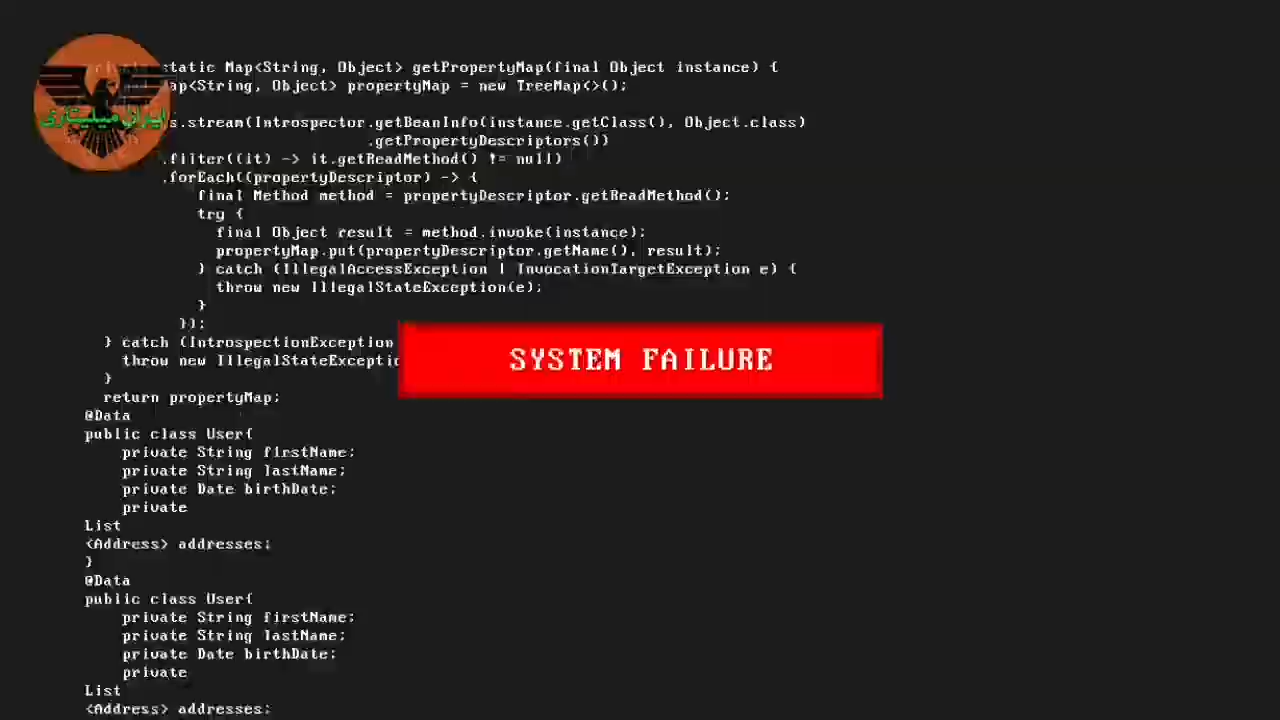 private static Map<String, Object> getPropertyMap(final Object instance) {
Map<String, Object> propertyMap = new TreeMap<>();
ایران میلیتاری
s.stream(Introspector.getBeanInfo(instance.getClass(), Object.class)
.getPropertyDescriptors())
.filter((it) -> it.getReadMethod() != null)
.forEach((propertyDescriptor) -> {
final Method method = propertyDescriptor.getReadMethod();
try {
final Object result = method.invoke(instance);
propertyMap.put(propertyDescriptor.getName(), result);
} catch (IllegalAccessException | InvocationTargetException e) {
throw new IllegalStateException(e);
}
});
} catch (IntrospectionException
throw new IllegalStateExceptio
SYSTEM FAILURE
}
return propertyMap;
@Data
public class User{
private String firstName;
private String lastName;
private Date birthDate;
private
List
<Address> addresses;
}
@Data
public class User{
private String firstName;
private String lastName;
private Date birthDate;
private
List
<Address> addresses;